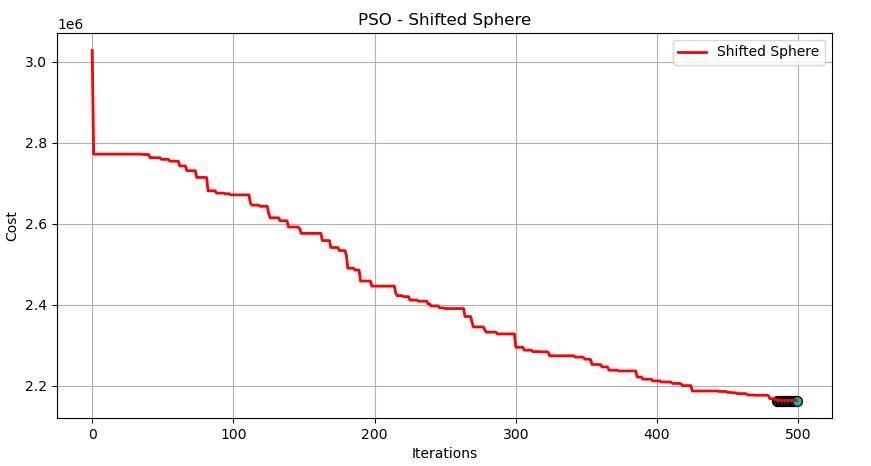 PSO - Shifted Sphere
1e6
Shifted Sphere
3.0
2.8
2.6
2.4
2.2
Cost
0 100 200 300 400 500
Iterations